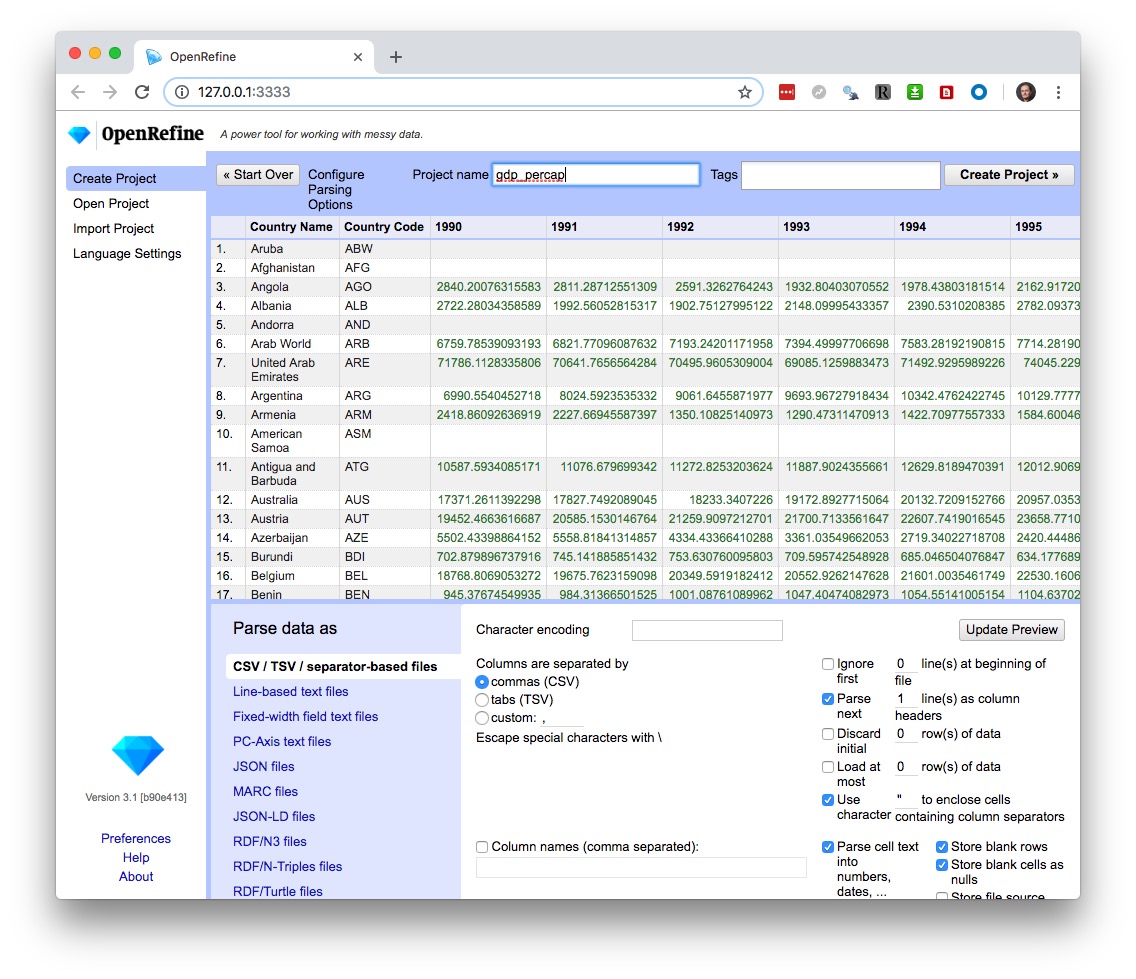 OpenRefine
127.0.0.1:3333
OpenRefine A power tool for working with messy data.
Create Project
Open Project
Import Project
Language Settings
« Start Over
Configure
Parsing
Options
Project name gdp_percap
Tags
Create Project »
Country Name Country Code 1990 1991 1992 1993 1994 1995
1. Aruba ABW
2. Afghanistan AFG
3. Angola AGO 2840.20076315583 2811.28712551309 2591.3262764243 1932.80403070552 1978.43803181514 2162.91720
4. Albania ALB 2722.28034358589 1992.56052815317 1902.75127995122 2148.09995433357 2390.5310208385 2782.09373
5. Andorra AND
6. Arab World ARB 6759.78539093193 6821.77096087632 7193.24201171958 7394.49997706698 7583.28192190815 7714.28190
7. United Arab ARE 71786.1128335806 70641.7656564284 70495.9605309004 69085.1259883473 71492.9295989226 74045.229
Emirates
8. Argentina ARG 6990.5540452718 8024.5923535332 9061.6455871977 9693.96727918434 10342.4762422745 10129.7777
9. Armenia ARM 2418.86092636919 2227.66945587397 1350.10825140973 1290.47311470913 1422.70977557333 1584.60046
10. American ASM
Samoa
11. Antigua and ATG 10587.5934085171 11076.679699342 11272.8253203624 11887.9024355661 12629.8189470391 12012.9069
Barbuda
12. Australia AUS 17371.2611392298 17827.7492089045 18233.3407226 19172.8927715064 20132.7209152766 20957.0353
13. Austria AUT 19452.4663616687 20585.1530146764 21259.9097212701 21700.7133561647 22607.7419016545 23658.7710
14. Azerbaijan AZE 5502.43398864152 5558.81841314857 4334.43366410288 3361.03549662053 2719.34022718708 2420.44486
15. Burundi BDI 702.879896737916 745.141885851432 753.630760095803 709.595742548928 685.046504076847 634.177689
16. Belgium BEL 18768.8069053272 19675.7623159098 20349.5919182412 20552.9262147628 21601.0035461749 22530.1606
17. Benin BEN 945.37674549935 984.31366501525 1001.08761089962 1047.40474082973 1054.55141005154 1104.63702
Parse data as
CSV / TSV / separator-based files
Line-based text files
Fixed-width field text files
PC-Axis text files
JSON files
MARC files
JSON-LD files
RDF/N3 files
RDF/N-Triples files
RDF/Turtle files
Character encoding
Update Preview
Columns are separated by
commas (CSV)
tabs (TSV)
custom: ,
Escape special characters with \
Column names (comma separated):
Ignore first 0 line(s) at beginning of file
Parse next 1 line(s) as column headers
Discard initial 0 row(s) of data
Load at most 0 row(s) of data
Use character " to enclose cells containing column separators
Parse cell text
into
numbers,
dates, ...
Store blank rows
Store blank cells as
nulls
Store file source
Version 3.1 [b90e413]
Preferences
Help
About